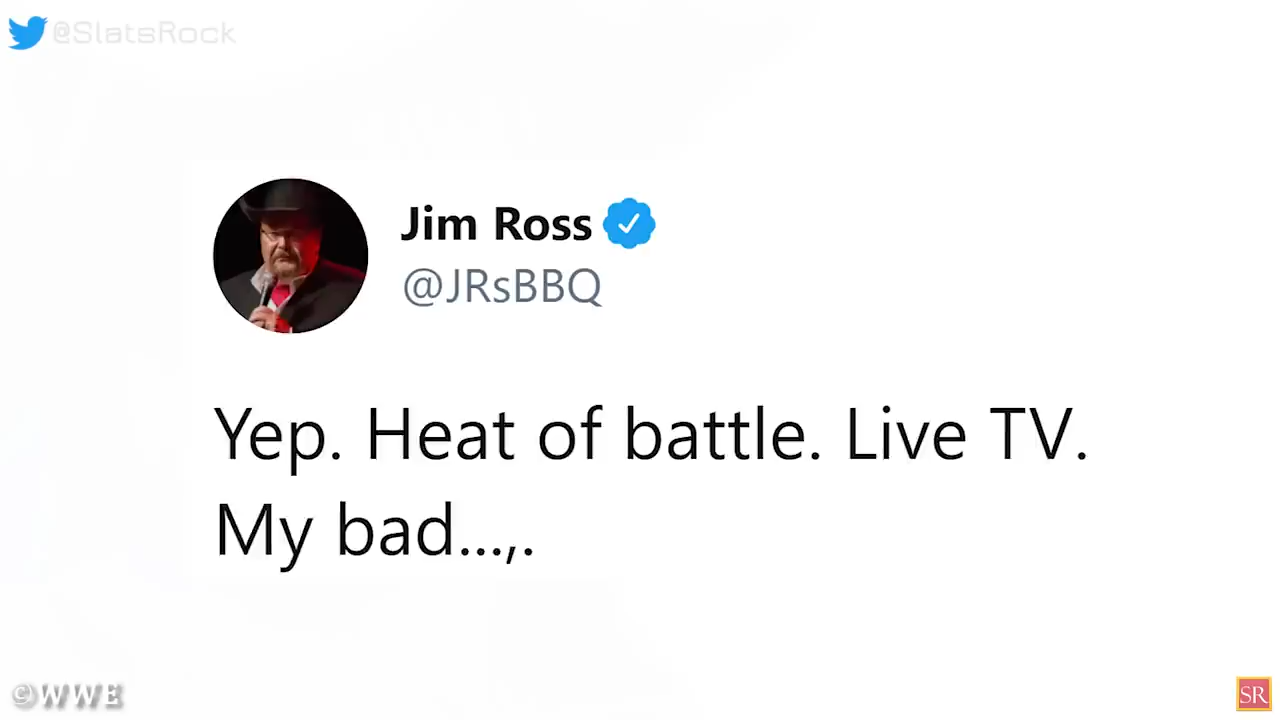 @SlatsRock
Jim Ross
@JRsBBQ
Yep. Heat of battle. Live TV.
My bad...,.
©WWE
SR